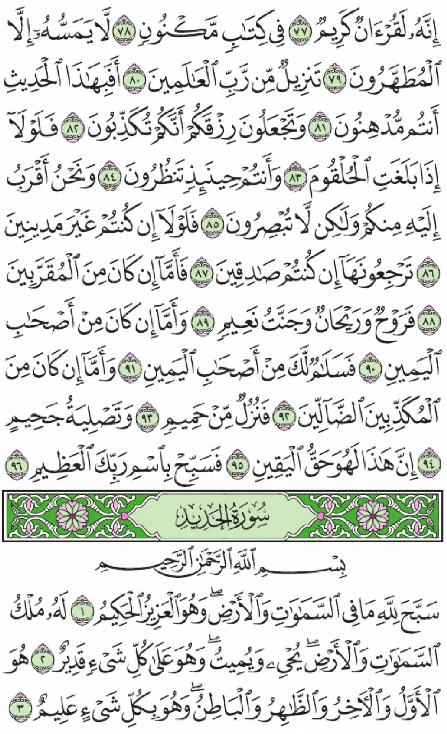 إِنَّهُۥ لَقُرْءَانٌ كَرِيمٌ ﴿٧٧﴾ فِي كِتَٰبٍ مَّكْنُونٍ ﴿٧٨﴾ لَّا يَمَسُّهُۥٓ إِلَّا
ٱلْمُطَهَّرُونَ ﴿٧٩﴾ تَنزِيلٌ مِّن رَّبِّ ٱلْعَٰلَمِينَ ﴿٨٠﴾ أَفَبِهَٰذَا ٱلْحَدِيثِ
أَنتُم مُّدْهِنُونَ ﴿٨١﴾ وَتَجْعَلُونَ رِزْقَكُمْ أَنَّكُمْ تُكَذِّبُونَ ﴿٨٢﴾ فَلَوْلَآ
إِذَا بَلَغَتِ ٱلْحُلْقُومَ ﴿٨٣﴾ وَأَنتُمْ حِينَئِذٍ تَنظُرُونَ ﴿٨٤﴾ وَنَحْنُ أَقْرَبُ
إِلَيْهِ مِنكُمْ وَلَٰكِن لَّا تُبْصِرُونَ ﴿٨٥﴾ فَلَوْلَآ إِن كُنتُمْ غَيْرَ مَدِينِينَ
﴿٨٦﴾ تَرْجِعُونَهَآ إِن كُنتُمْ صَٰدِقِينَ ﴿٨٧﴾ فَأَمَّآ إِن كَانَ مِنَ ٱلْمُقَرَّبِينَ
﴿٨٨﴾ فَرَوْحٌ وَرَيْحَانٌ وَجَنَّتُ نَعِيمٍ ﴿٨٩﴾ وَأَمَّآ إِن كَانَ مِنْ أَصْحَٰبِ
ٱلْيَمِينِ ﴿٩٠﴾ فَسَلَٰمٌ لَّكَ مِنْ أَصْحَٰبِ ٱلْيَمِينِ ﴿٩١﴾ وَأَمَّآ إِن كَانَ مِنَ
ٱلْمُكَذِّبِينَ ٱلضَّآلِّينَ ﴿٩٢﴾ فَنُزُلٌ مِّنْ حَمِيمٍ ﴿٩٣﴾ وَتَصْلِيَةُ جَحِيمٍ
﴿٩٤﴾ إِنَّ هَٰذَا لَهُوَ حَقُّ ٱلْيَقِينِ ﴿٩٥﴾ فَسَبِّحْ بِٱسْمِ رَبِّكَ ٱلْعَظِيمِ ﴿٩٦﴾
سُورَةُ الحَدِيدِ
بِسْمِ ٱللَّهِ ٱلرَّحْمَٰنِ ٱلرَّحِيمِ
سَبَّحَ لِلَّهِ مَا فِي ٱلسَّمَٰوَٰتِ وَٱلْأَرْضِ ۖ وَهُوَ ٱلْعَزِيزُ ٱلْحَكِيمُ ﴿١﴾ لَهُۥ مُلْكُ
ٱلسَّمَٰوَٰتِ وَٱلْأَرْضِ ۖ يُحْيِۦ وَيُمِيتُ ۖ وَهُوَ عَلَىٰ كُلِّ شَيْءٍ قَدِيرٌ ﴿٢﴾ هُوَ
ٱلْأَوَّلُ وَٱلْءَاخِرُ وَٱلظَّٰهِرُ وَٱلْبَاطِنُ ۖ وَهُوَ بِكُلِّ شَيْءٍ عَلِيمٌ ﴿٣﴾